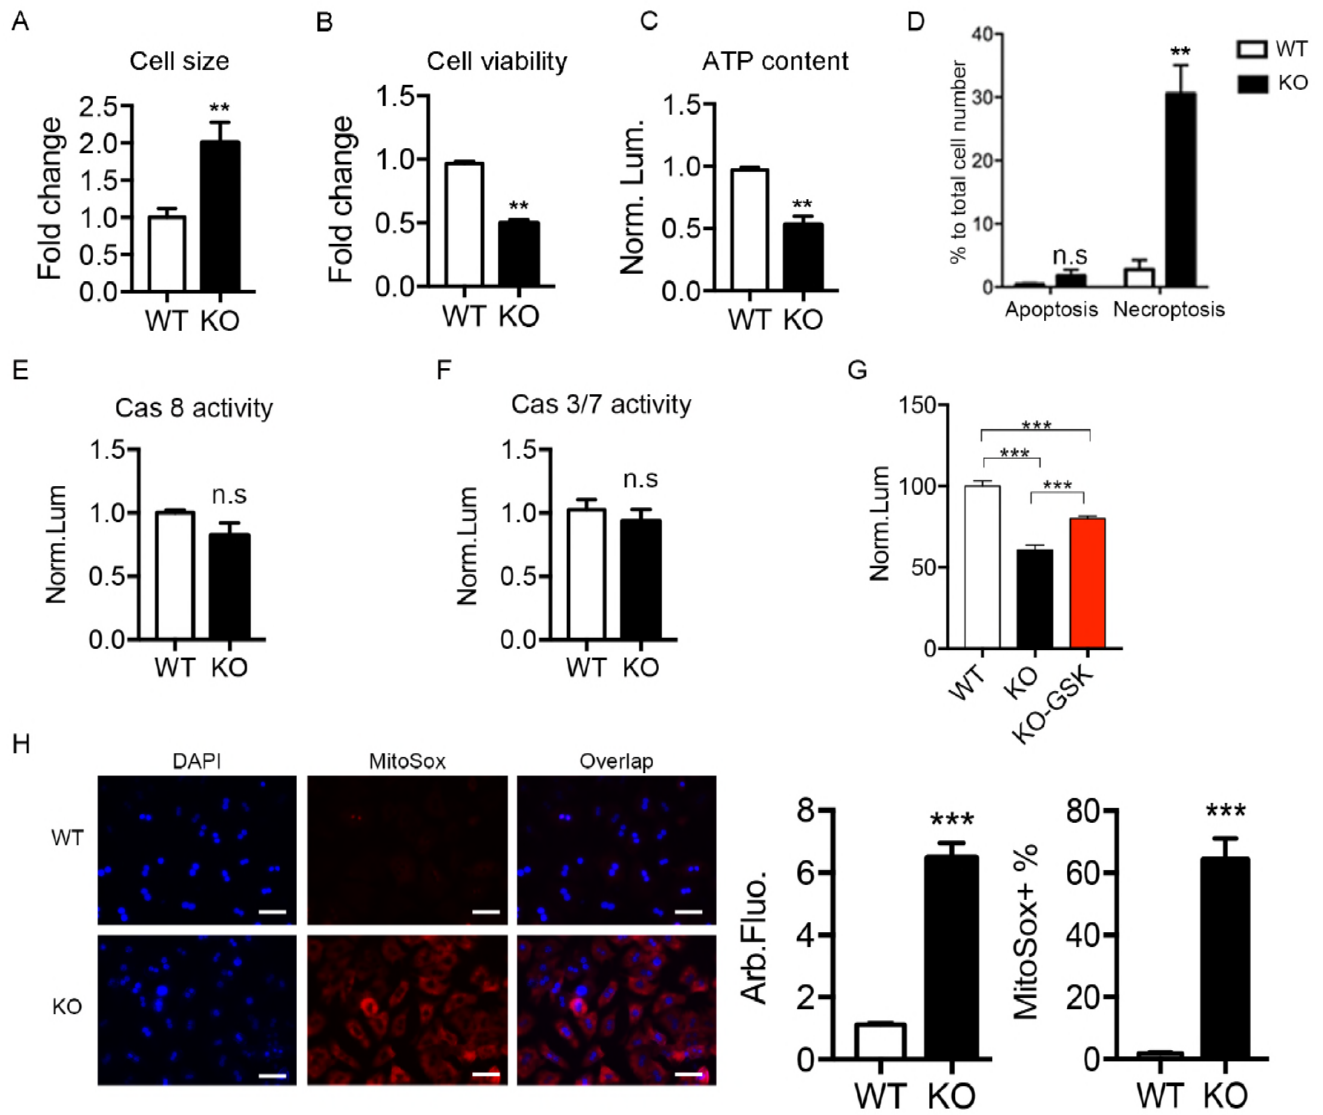 A
Cell size
Fold change
2.5
2.0
1.5
1.0
0.5
0.0
**
WT KO
B
Cell viability
Fold change
1.5
1.0
0.5
0.0
**
WT KO
C
ATP content
Norm. Lum.
1.5
1.0
0.5
0.0
**
WT KO
D
% to total cell number
40
30
20
10
0
n.s
**
Apoptosis Necroptosis
WT
KO
E
Cas 8 activity
Norm.Lum
1.5
1.0
0.5
0.0
n.s
WT KO
F
Cas 3/7 activity
Norm.Lum
1.5
1.0
0.5
0.0
n.s
WT KO
G
Norm.Lum
150
100
50
0
***
***
***
WT
KO
KO-GSK
H
DAPI MitoSox Overlap
WT
KO
Arb.Fluo.
8
6
4
2
0
***
WT KO
MitoSox+ %
80
60
40
20
0
***
WT KO